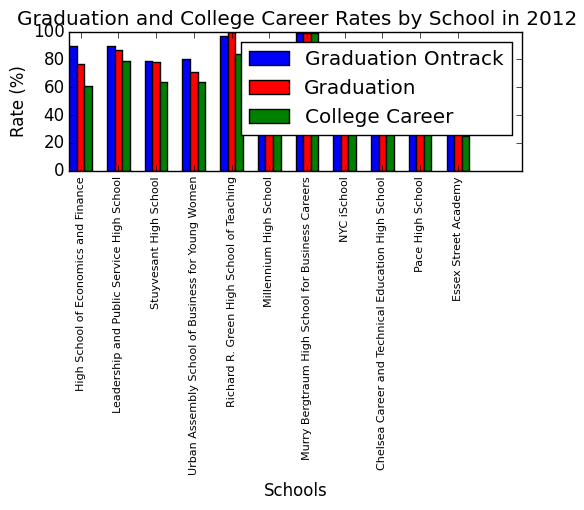 Graduation and College Career Rates by School in 2012
Rate (%)
100
80
60
40
20
0
Graduation Ontrack
Graduation
College Career
High School of Economics and Finance
Leadership and Public Service High School
Stuyvesant High School
Urban Assembly School of Business for Young Women
Richard R. Green High School of Teaching
Millennium High School
Murry Bergtraum High School for Business Careers
NYC iSchool
Chelsea Career and Technical Education High School
Pace High School
Essex Street Academy
Schools